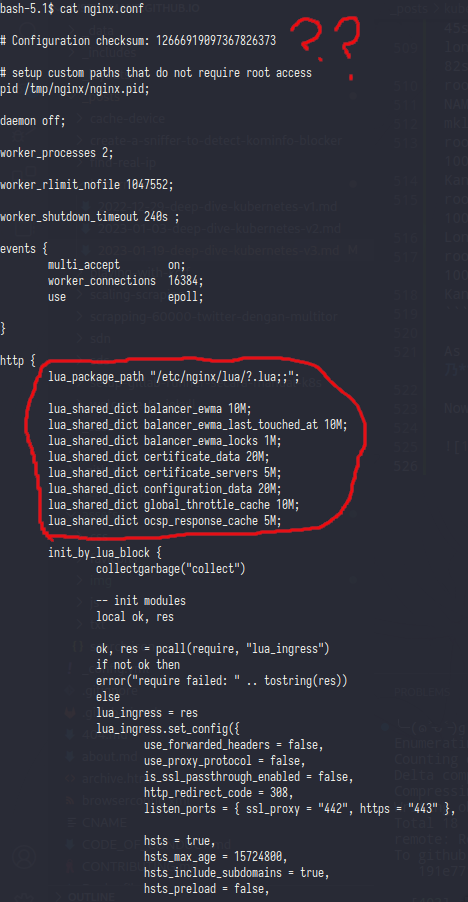 bash-5.1$ cat nginx.conf
??
# Configuration checksum: 12666919097367826373
# setup custom paths that do not require root access
pid /tmp/nginx/nginx.pid;
daemon off;
worker_processes 2;
worker_rlimit_nofile 1047552;
worker_shutdown_timeout 240s ;
events {
multi_accept on;
worker_connections 16384;
use epoll;
}
http {
lua_package_path "/etc/nginx/lua/?.lua;;";
lua_shared_dict balancer_ewma 10M;
lua_shared_dict balancer_ewma_last_touched_at 10M;
lua_shared_dict balancer_ewma_locks 1M;
lua_shared_dict certificate_data 20M;
lua_shared_dict certificate_servers 5M;
lua_shared_dict configuration_data 20M;
lua_shared_dict global_throttle_cache 10M;
lua_shared_dict ocsp_response_cache 5M;
init_by_lua_block {
collectgarbage("collect")
-- init modules
local ok, res
ok, res = pcall(require, "lua_ingress")
if not ok then
error("require failed: " .. tostring(res))
else
lua_ingress = res
lua_ingress.set_config({
use_forwarded_headers = false,
use_proxy_protocol = false,
is_ssl_passthrough_enabled = false,
http_redirect_code = 308,
listen_ports = { ssl_proxy = "442", https = "443" },
hsts = true,
hsts_max_age = 15724800,
hsts_include_subdomains = true,
hsts_preload = false,